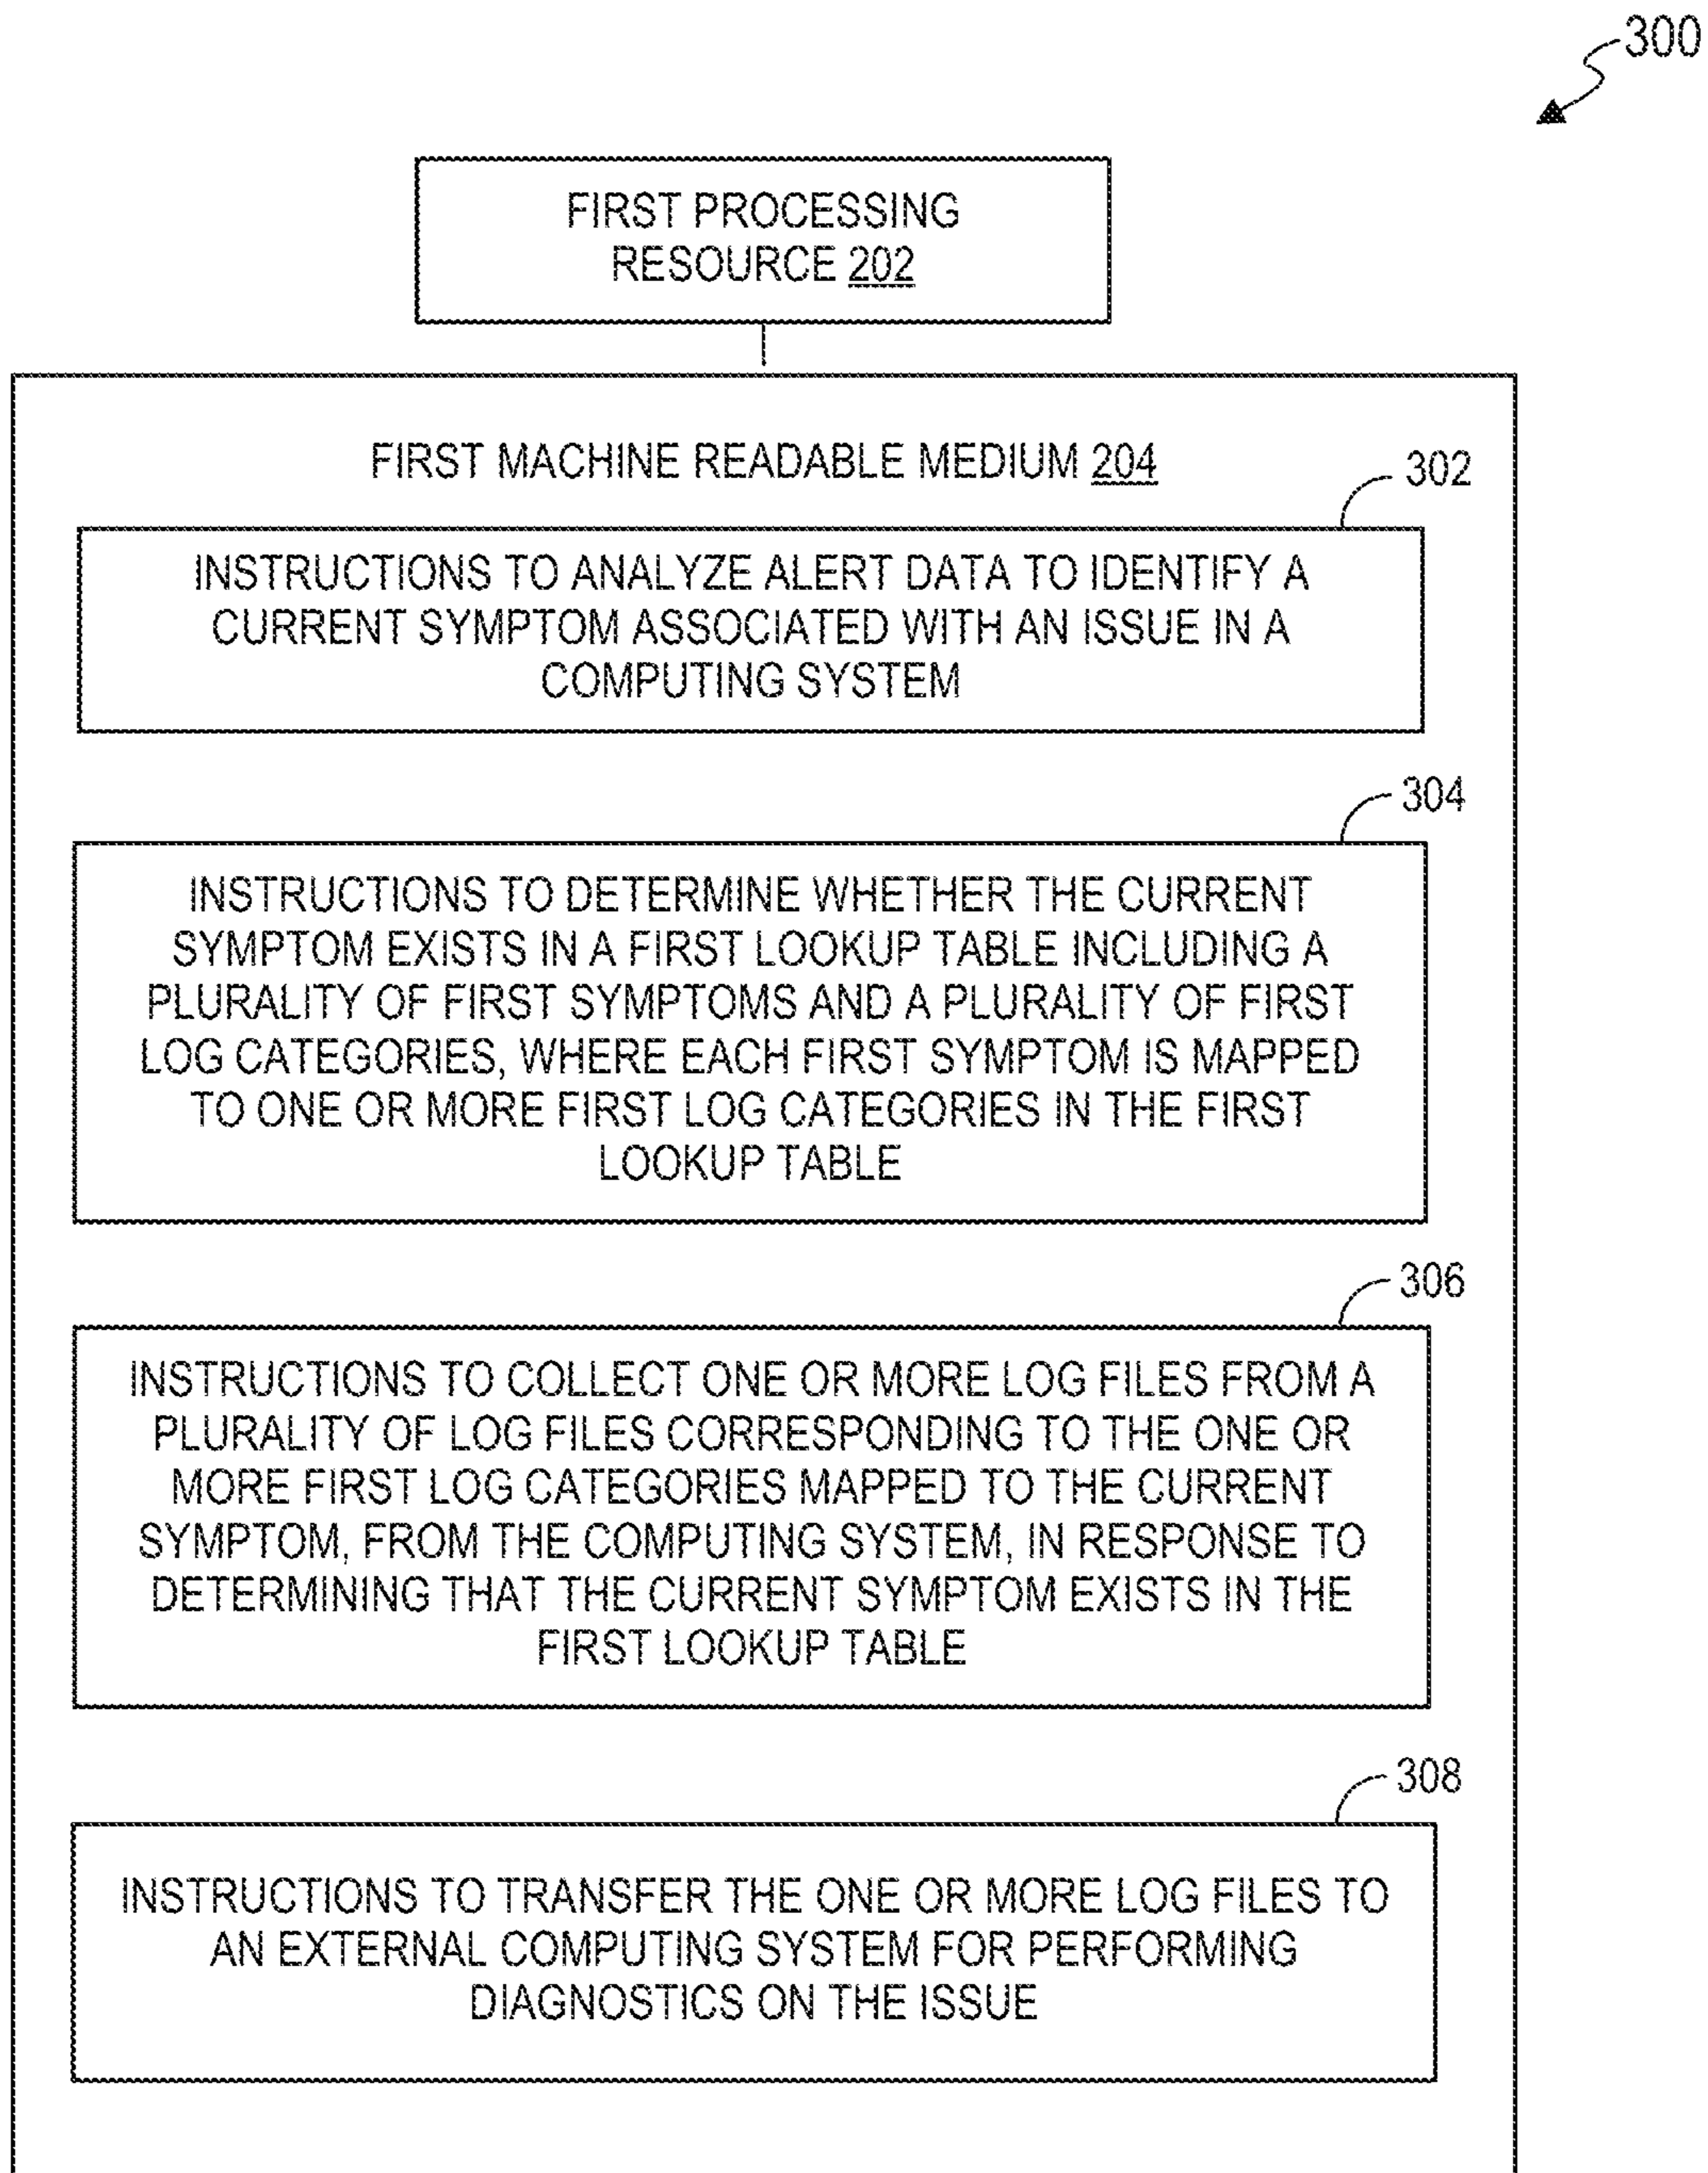 300
FIRST PROCESSING
RESOURCE 202
FIRST MACHINE READABLE MEDIUM 204
302
INSTRUCTIONS TO ANALYZE ALERT DATA TO IDENTIFY A
CURRENT SYMPTOM ASSOCIATED WITH AN ISSUE IN A
COMPUTING SYSTEM
304
INSTRUCTIONS TO DETERMINE WHETHER THE CURRENT
SYMPTOM EXISTS IN A FIRST LOOKUP TABLE INCLUDING A
PLURALITY OF FIRST SYMPTOMS AND A PLURALITY OF FIRST
LOG CATEGORIES, WHERE EACH FIRST SYMPTOM IS MAPPED
TO ONE OR MORE FIRST LOG CATEGORIES IN THE FIRST
LOOKUP TABLE
306
INSTRUCTIONS TO COLLECT ONE OR MORE LOG FILES FROM A
PLURALITY OF LOG FILES CORRESPONDING TO THE ONE OR
MORE FIRST LOG CATEGORIES MAPPED TO THE CURRENT
SYMPTOM, FROM THE COMPUTING SYSTEM, IN RESPONSE TO
DETERMINING THAT THE CURRENT SYMPTOM EXISTS IN THE
FIRST LOOKUP TABLE
308
INSTRUCTIONS TO TRANSFER THE ONE OR MORE LOG FILES TO
AN EXTERNAL COMPUTING SYSTEM FOR PERFORMING
DIAGNOSTICS ON THE ISSUE